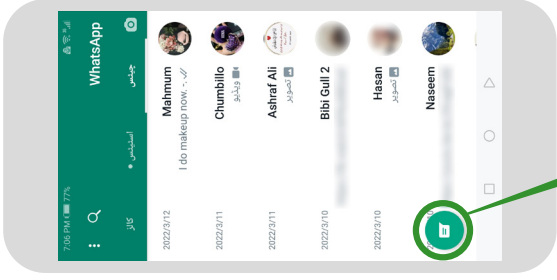 7:06 PM 77%
WhatsApp
چیٹس اسٹیٹس • کالز
Mahmum 2022/3/12
I do makeup now.
Chumbillo 2022/3/11
ویڈیو
Ashraf Ali 2022/3/11
تصویر
Bibi Gull 2 2022/3/10
Hasan 2022/3/10
تصویر
Naseem